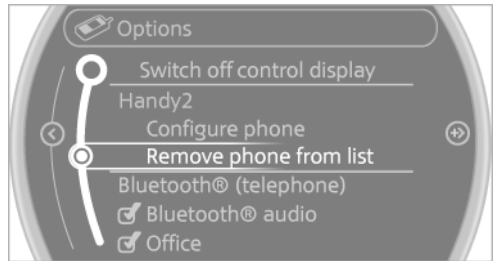 Options
Switch off control display
Handy2
Configure phone
Remove phone from list
Bluetooth® (telephone)
Bluetooth® audio
Office